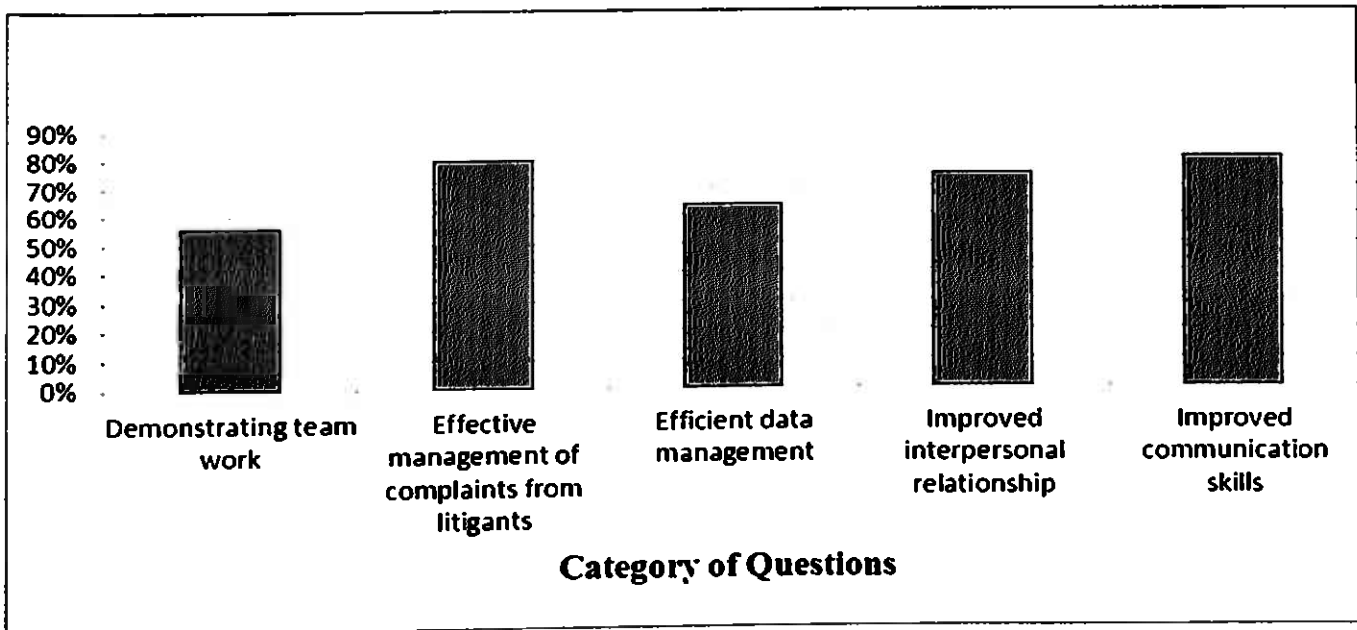 90%
80%
70%
60%
50%
40%
30%
20%
10%
0%
Demonstrating team
work
Effective
management of
complaints from
litigants
Efficient data
management
Improved
interpersonal
relationship
Improved
communication
skills
Category of Questions